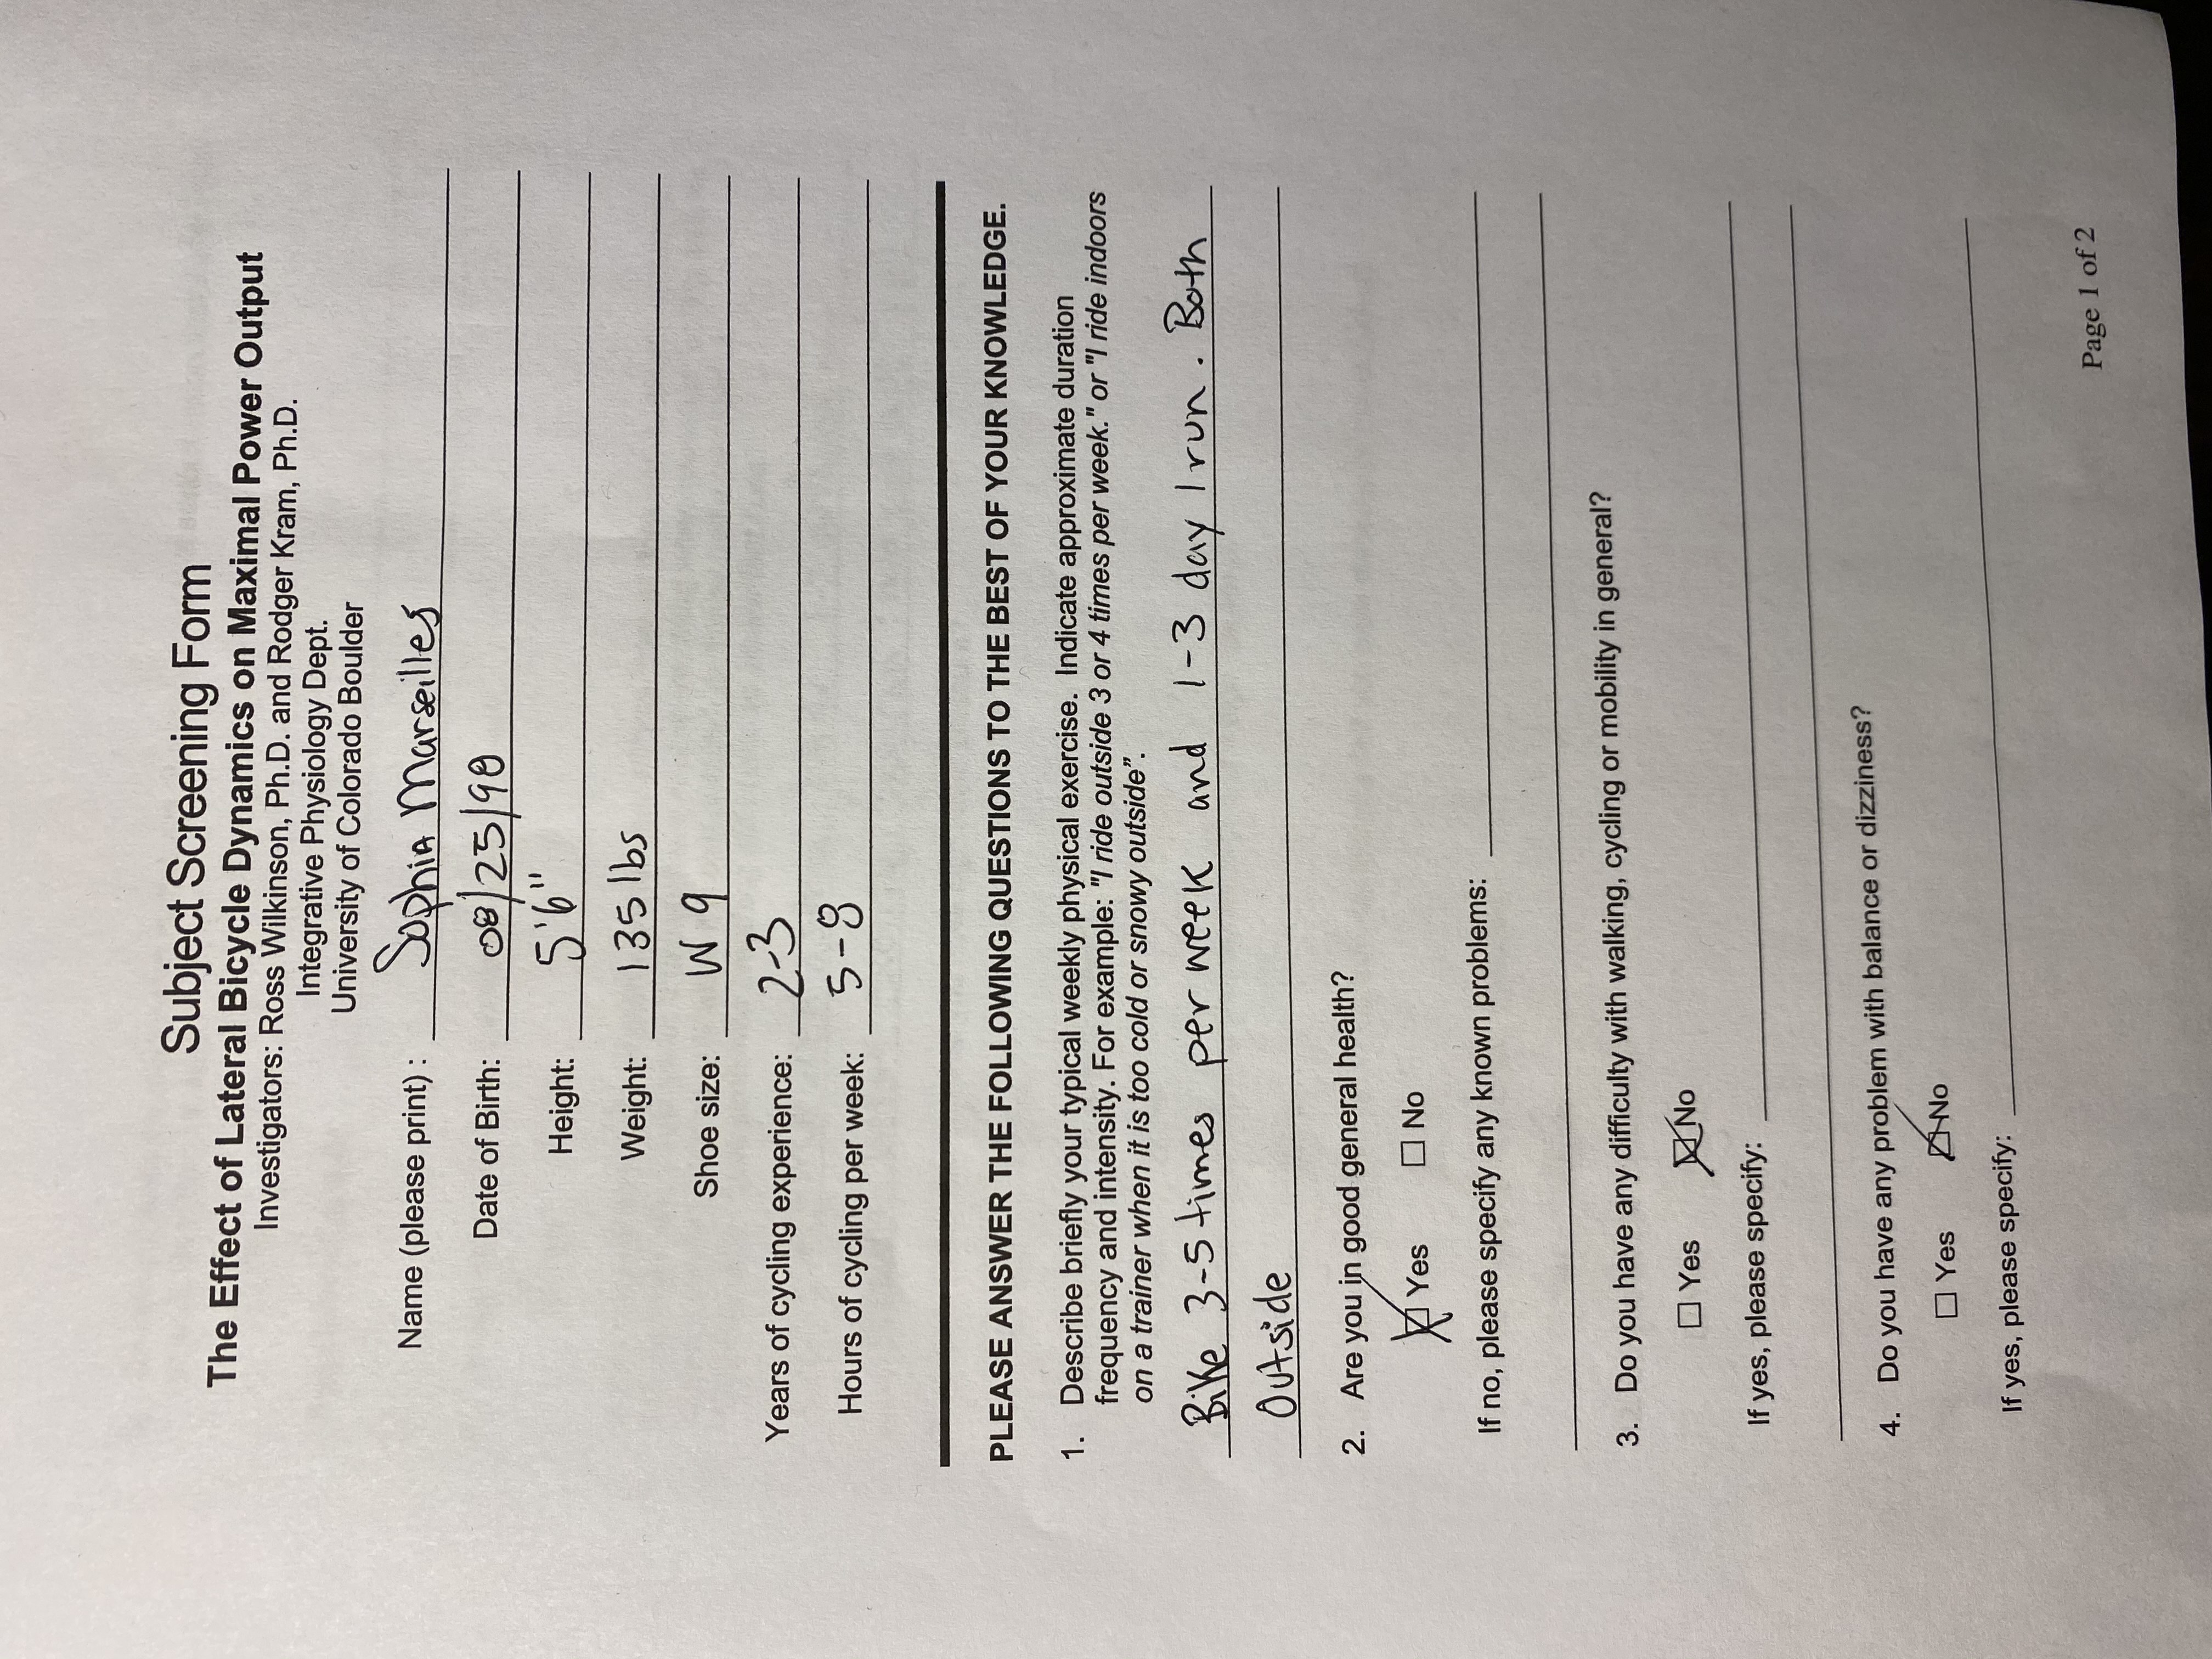 Subject Screening Form
The Effect of Lateral Bicycle Dynamics on Maximal Power Output
Investigators: Ross Wilkinson, Ph.D. and Rodger Kram, Ph.D.
Integrative Physiology Dept.
University of Colorado Boulder
Name (please print) : Sophia Marseilles
Date of Birth: 08/25/98
Height: 5'6"
Weight: 135 lbs
Shoe size: W 9
Years of cycling experience: 2-3
Hours of cycling per week: 5-8
PLEASE ANSWER THE FOLLOWING QUESTIONS TO THE BEST OF YOUR KNOWLEDGE.
1. Describe briefly your typical weekly physical exercise. Indicate approximate duration
frequency and intensity. For example: "I ride outside 3 or 4 times per week." or "I ride indoors
on a trainer when it is too cold or snowy outside”.
Bike 3-5 times per week and 1-3 day I run. Both
Outside
2. Are you in good general health?
☒ Yes ☐ No
If no, please specify any known problems:
3. Do you have any difficulty with walking, cycling or mobility in general?
☐ Yes ☒ No
If yes, please specify:
4. Do you have any problem with balance or dizziness?
☐ Yes ☒ No
If yes, please specify:
Page 1 of 2